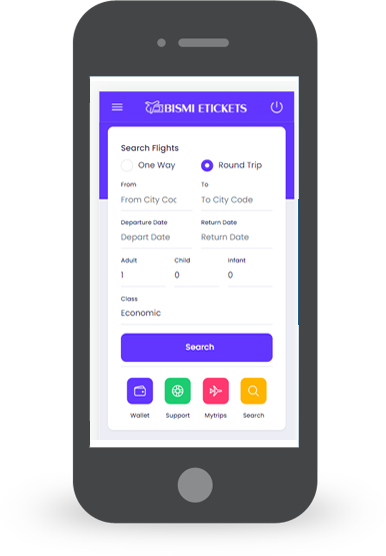 BISMI ETICKETS
Search Flights
One Way Round Trip
From To
From City Coc To City Code
Departure Date Return Date
Depart Date Return Date
Adult Child Infant
1 0 0
Class
Economic
Search
Wallet Support Mytrips Search